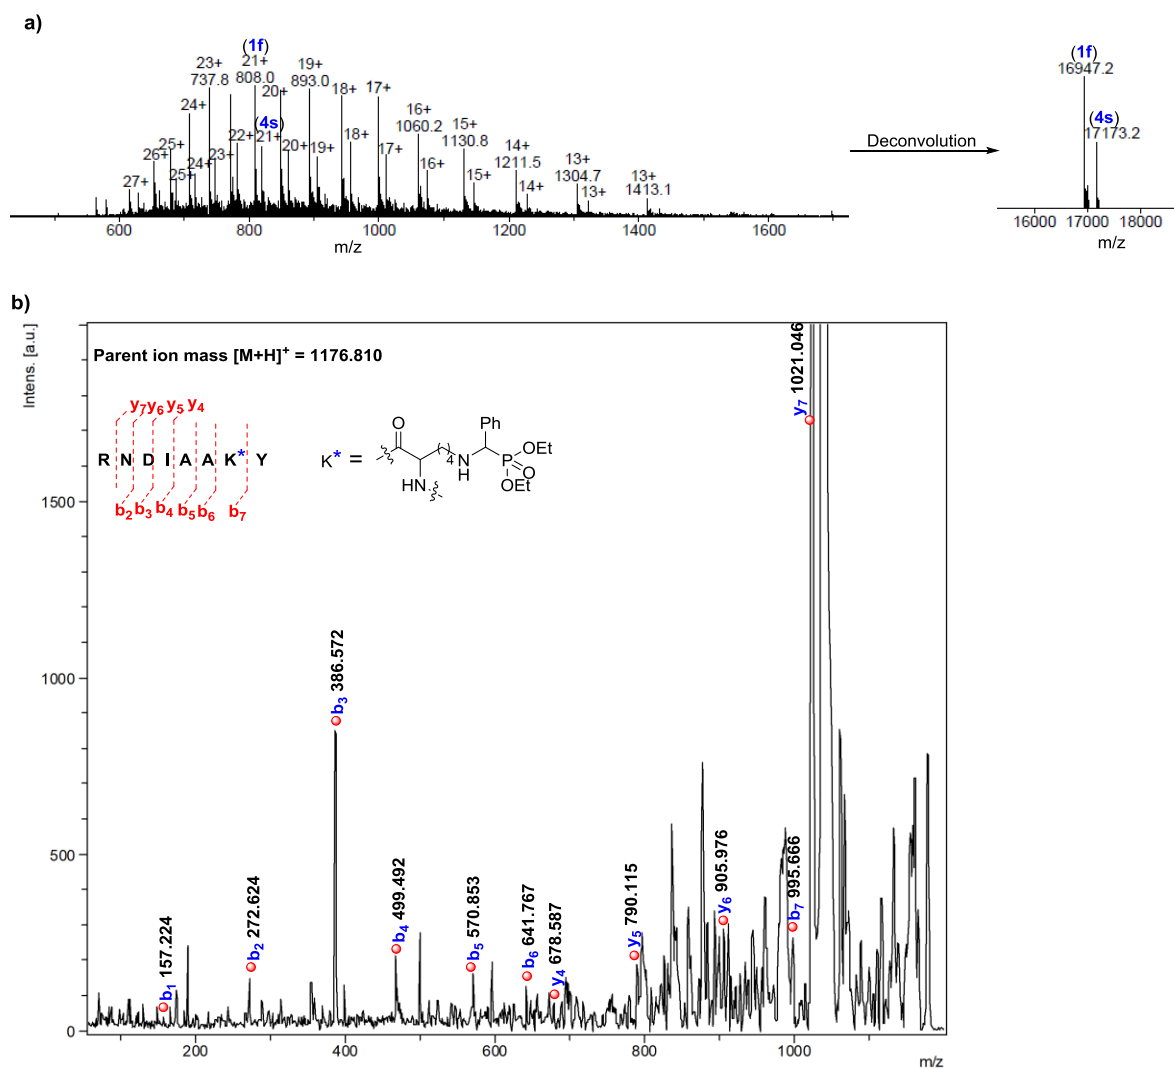 a)
(1f)
23+ 21+ 19+
737.8 808.0 893.0
20+ 18+ 17+
24+ 16+
1060.2
(4s) 15+
1130.8
26+ 25+ 22+ 21+ 14+
1211.5
27+ 25+ 24+ 23+ 20+ 19+ 18+ 17+ 16+ 15+ 14+
13+ 13+
1304.7 1413.1
13+
600 800 1000 1200 1400 1600
m/z
Deconvolution
(1f)
16947.2
(4s)
17173.2
16000 17000 18000
m/z
b)
Intens. [a.u.]
Parent ion mass [M+H]+ = 1176.810
y7 y6 y5 y4
R N D I A A K* Y
b2 b3 b4 b5 b6 b7
K* =
O
Ph
(4
N
H
P
OEt
O
OEt
HN
1500
1000
500
0
b1 157.224
b2 272.624
b3 386.572
b4 499.492
b5 570.853
b6 641.767
y4 678.587
y5 790.115
y6 905.976
b7 995.666
y7 1021.046
200 400 600 800 1000
m/z